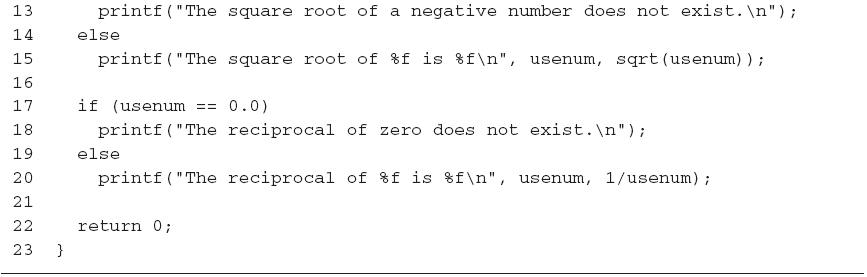 13      printf("The square root of a negative number does not exist.\n");
14    else
15      printf("The square root of %f is %f\n", usenum, sqrt(usenum));
16
17    if (usenum == 0.0)
18      printf("The reciprocal of zero does not exist.\n");
19    else
20      printf("The reciprocal of %f is %f\n", usenum, 1/usenum);
21
22    return 0;
23  }